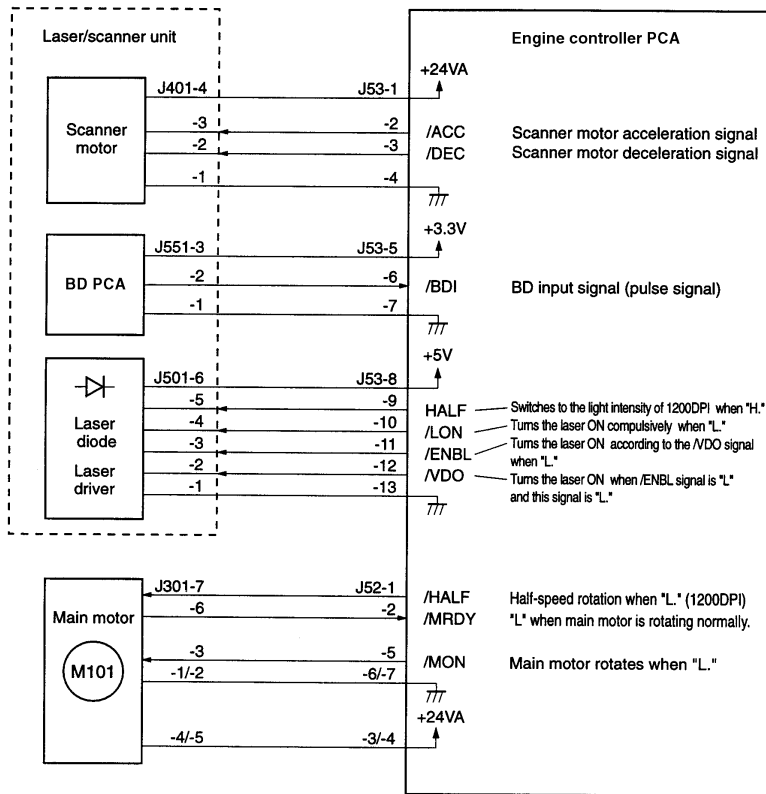 Laser/scanner unit
Engine controller PCA
+24VA
J401-4 J53-1
Scanner motor
-3 -2 /ACC Scanner motor acceleration signal
-2 -3 /DEC Scanner motor deceleration signal
-1 -4
+3.3V
J551-3 J53-5
BD PCA
-2 -6 /BDI BD input signal (pulse signal)
-1 -7
+5V
J501-6 J53-8
Laser diode
Laser driver
-5 -9 HALF Switches to the light intensity of 1200DPI when "H."
-4 -10 /LON Turns the laser ON compulsively when "L."
-3 -11 /ENBL Turns the laser ON according to the /VDO signal
when "L."
-2 -12 /VDO Turns the laser ON when /ENBL signal is "L"
and this signal is "L."
-1 -13
J301-7 J52-1 /HALF Half-speed rotation when "L." (1200DPI)
Main motor
M101
-6 -2 /MRDY "L" when main motor is rotating normally.
-3 -5 /MON Main motor rotates when "L."
-1/-2 -6/-7
+24VA
-4/-5 -3/-4